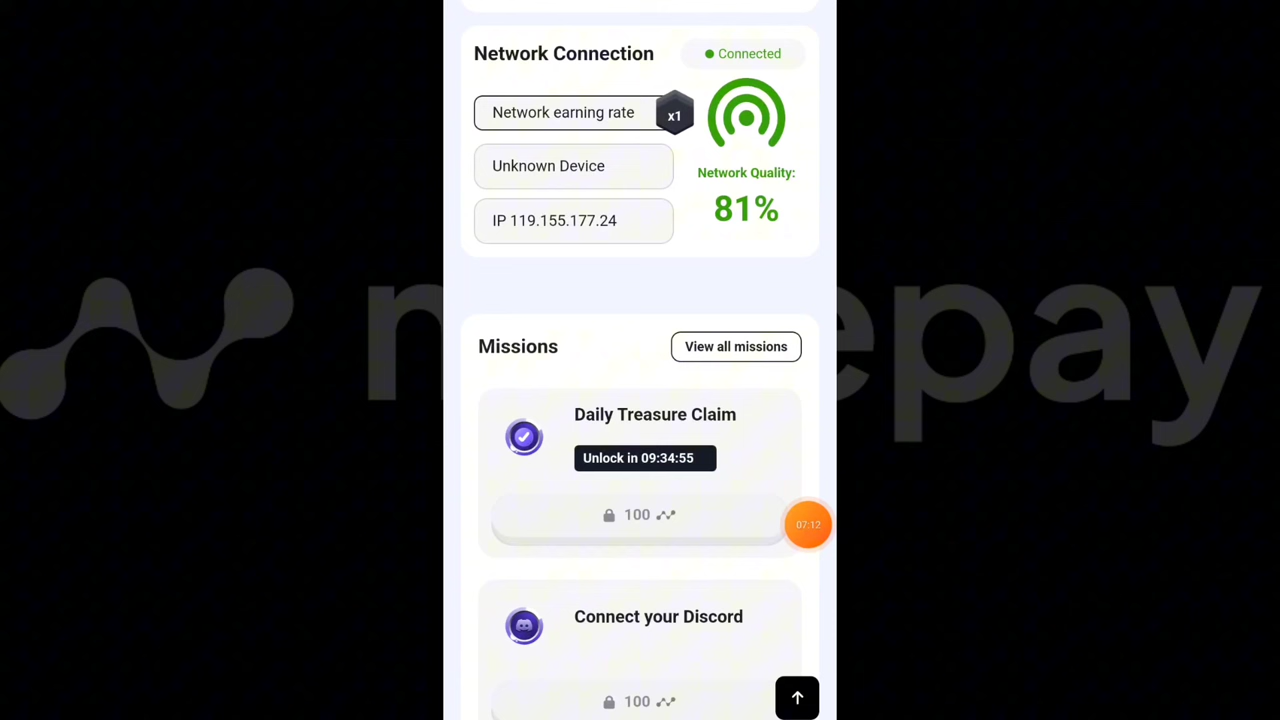 Network Connection
Connected
Network earning rate
x1
Unknown Device
Network Quality:
81%
IP 119.155.177.24
Missions
View all missions
Daily Treasure Claim
Unlock in 09:34:55
100
07:12
Connect your Discord
100
epay